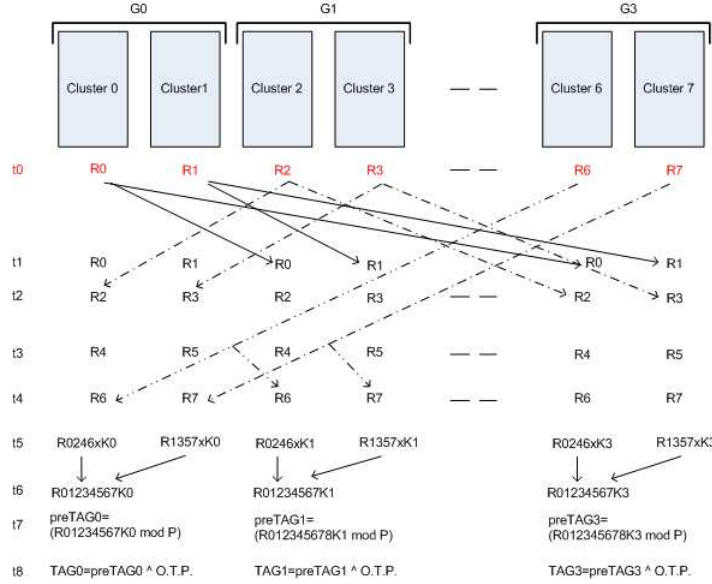 G0 G1 G3
Cluster 0 Cluster1 Cluster 2 Cluster 3 Cluster 6 Cluster 7
t0 R0 R1 R2 R3 R6 R7
t1 R0 R1 R0 R1 R0 R1
t2 R2 R3 R2 R3 R2 R3
t3 R4 R5 R4 R5 R4 R5
t4 R6 R7 R6 R7 R6 R7
t5 R0246xK0 R1357xK0 R0246xK1 R1357xK1 R0246xK3 R1357xK3
t6 R01234567K0 R01234567K1 R01234567K3
t7 preTAG0= preTAG1= preTAG3=
(R01234567K0 mod P) (R012345678K1 mod P) (R012345678K3 mod P)
t8 TAG0=preTAG0 ^ O.T.P. TAG1=preTAG1 ^ O.T.P. TAG3=preTAG3 ^ O.T.P.